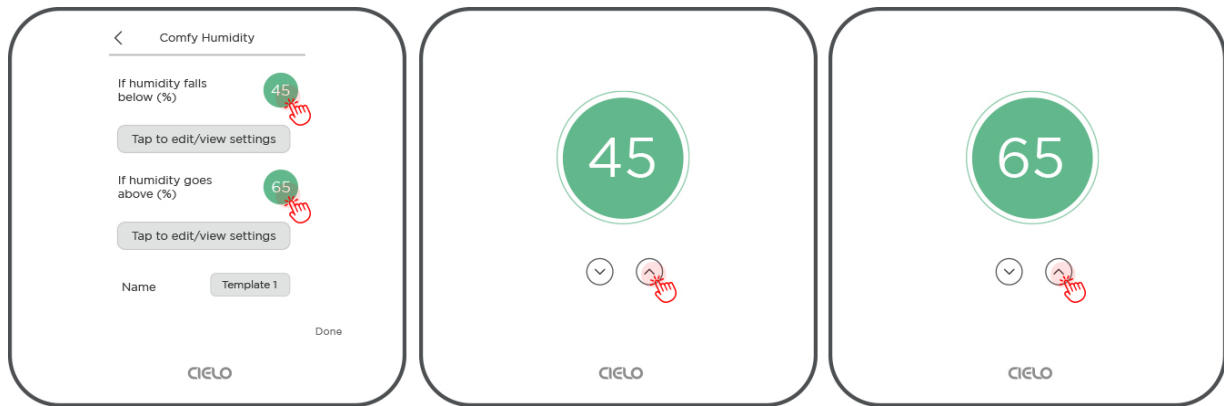 Comfy Humidity
If humidity falls
below (%)
45
Tap to edit/view settings
If humidity goes
above (%)
65
Tap to edit/view settings
Name
Template 1
Done
CIELO
45
CIELO
65
CIELO